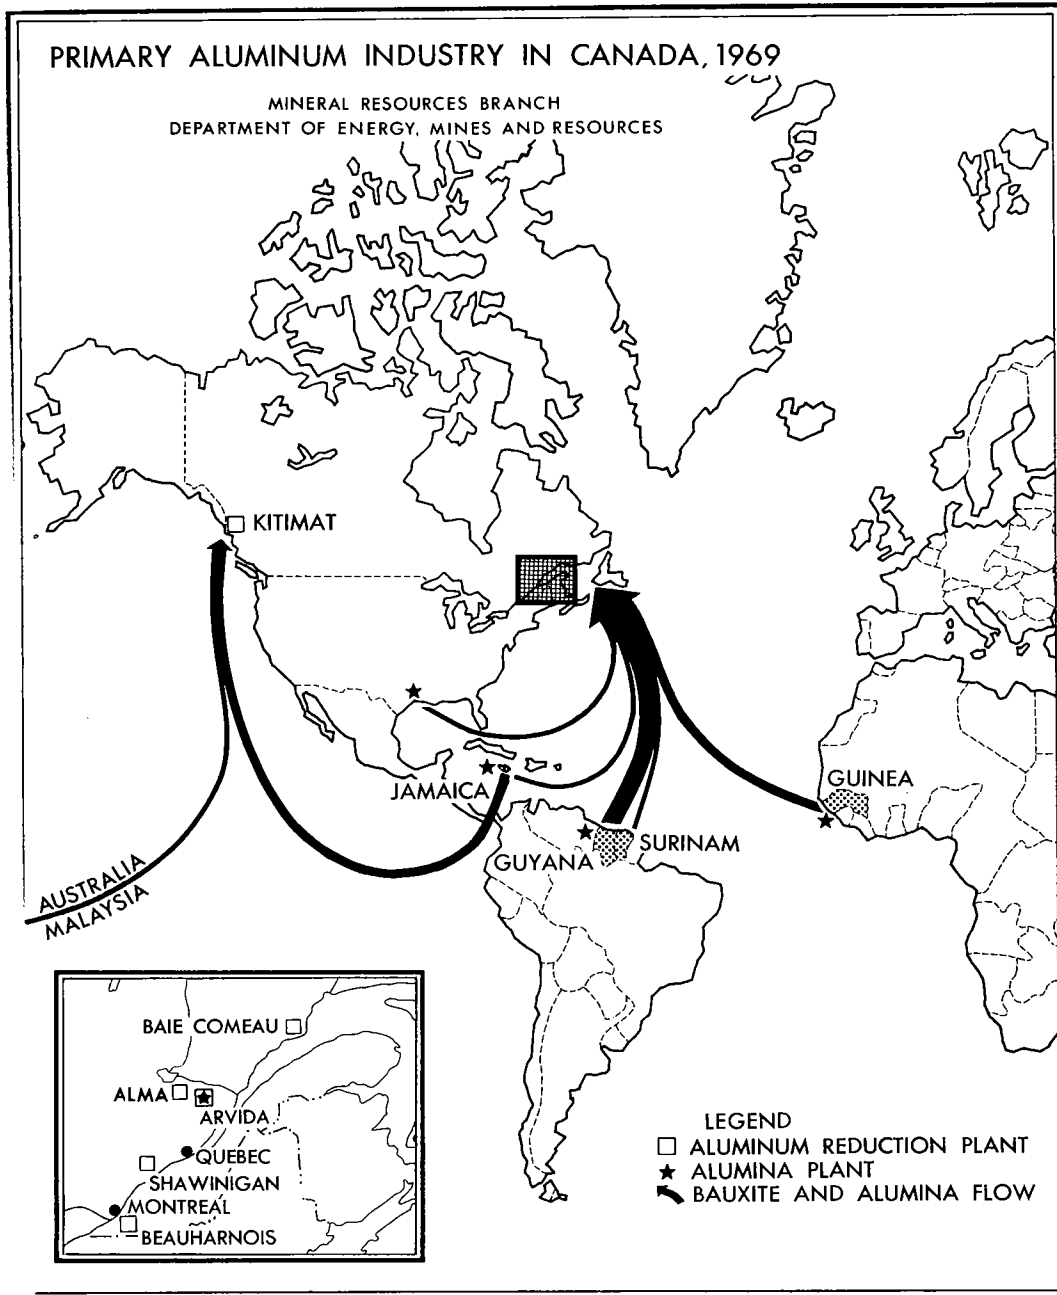 PRIMARY ALUMINUM INDUSTRY IN CANADA, 1969
MINERAL RESOURCES BRANCH
DEPARTMENT OF ENERGY, MINES AND RESOURCES
KITIMAT
GUINEA
JAMAICA
SURINAM
GUYANA
AUSTRALIA
MALAYSIA
BAIE COMEAU
ALMA
ARVIDA
QUEBEC
SHAWINIGAN
MONTREAL
BEAUHARNOIS
LEGEND
ALUMINUM REDUCTION PLANT
ALUMINA PLANT
BAUXITE AND ALUMINA FLOW